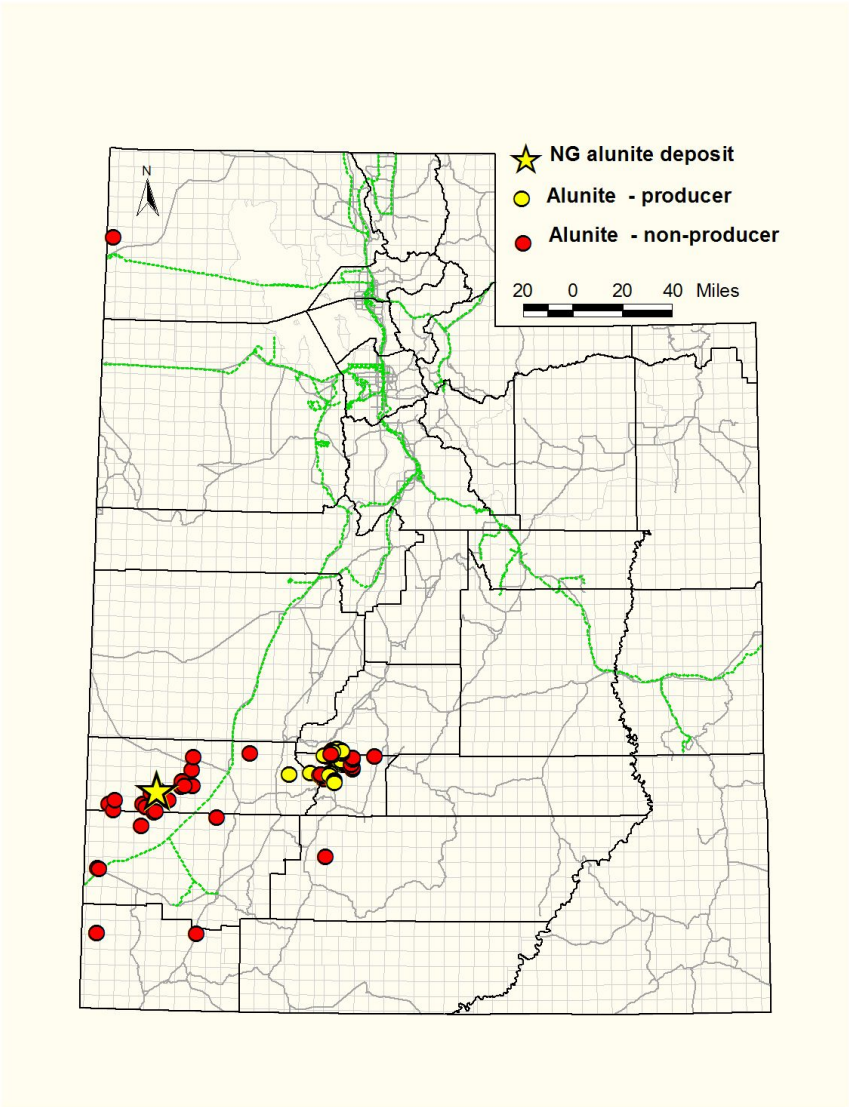 NG alunite deposit
N
Alunite - producer
Alunite - non-producer
20 0 20 40 Miles